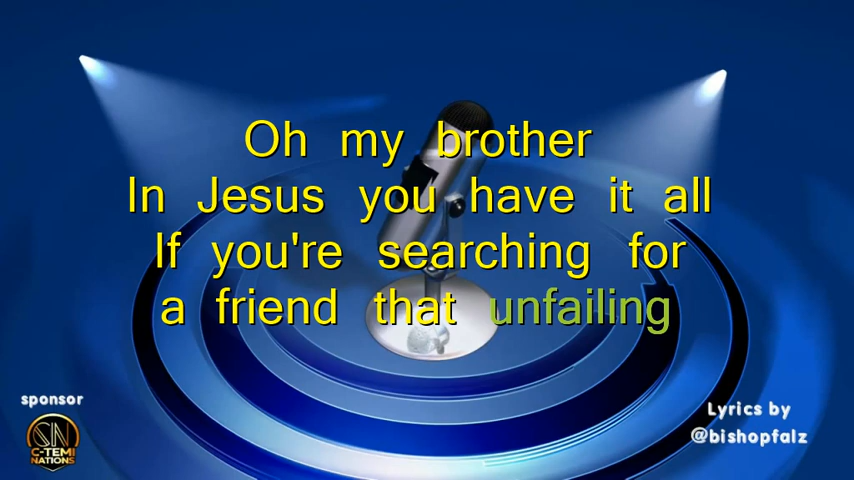 Oh my brother
In Jesus you have it all
If you're searching for
a friend that unfailing
sponsor
SN
C-TEMI
NATIONS
Lyrics by
@bishopfalz